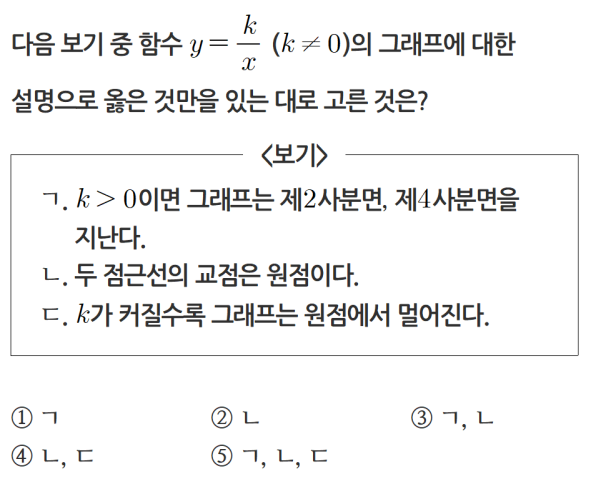 다음 보기 중 함수 y = k/x (k ≠ 0)의 그래프에 대한
설명으로 옳은 것만을 있는 대로 고른 것은?
<보기>
ㄱ. k > 0이면 그래프는 제2사분면, 제4사분면을
지난다.
ㄴ. 두 점근선의 교점은 원점이다.
ㄷ. k가 커질수록 그래프는 원점에서 멀어진다.
① ㄱ ② ㄴ ③ ㄱ, ㄴ
④ ㄴ, ㄷ ⑤ ㄱ, ㄴ, ㄷ